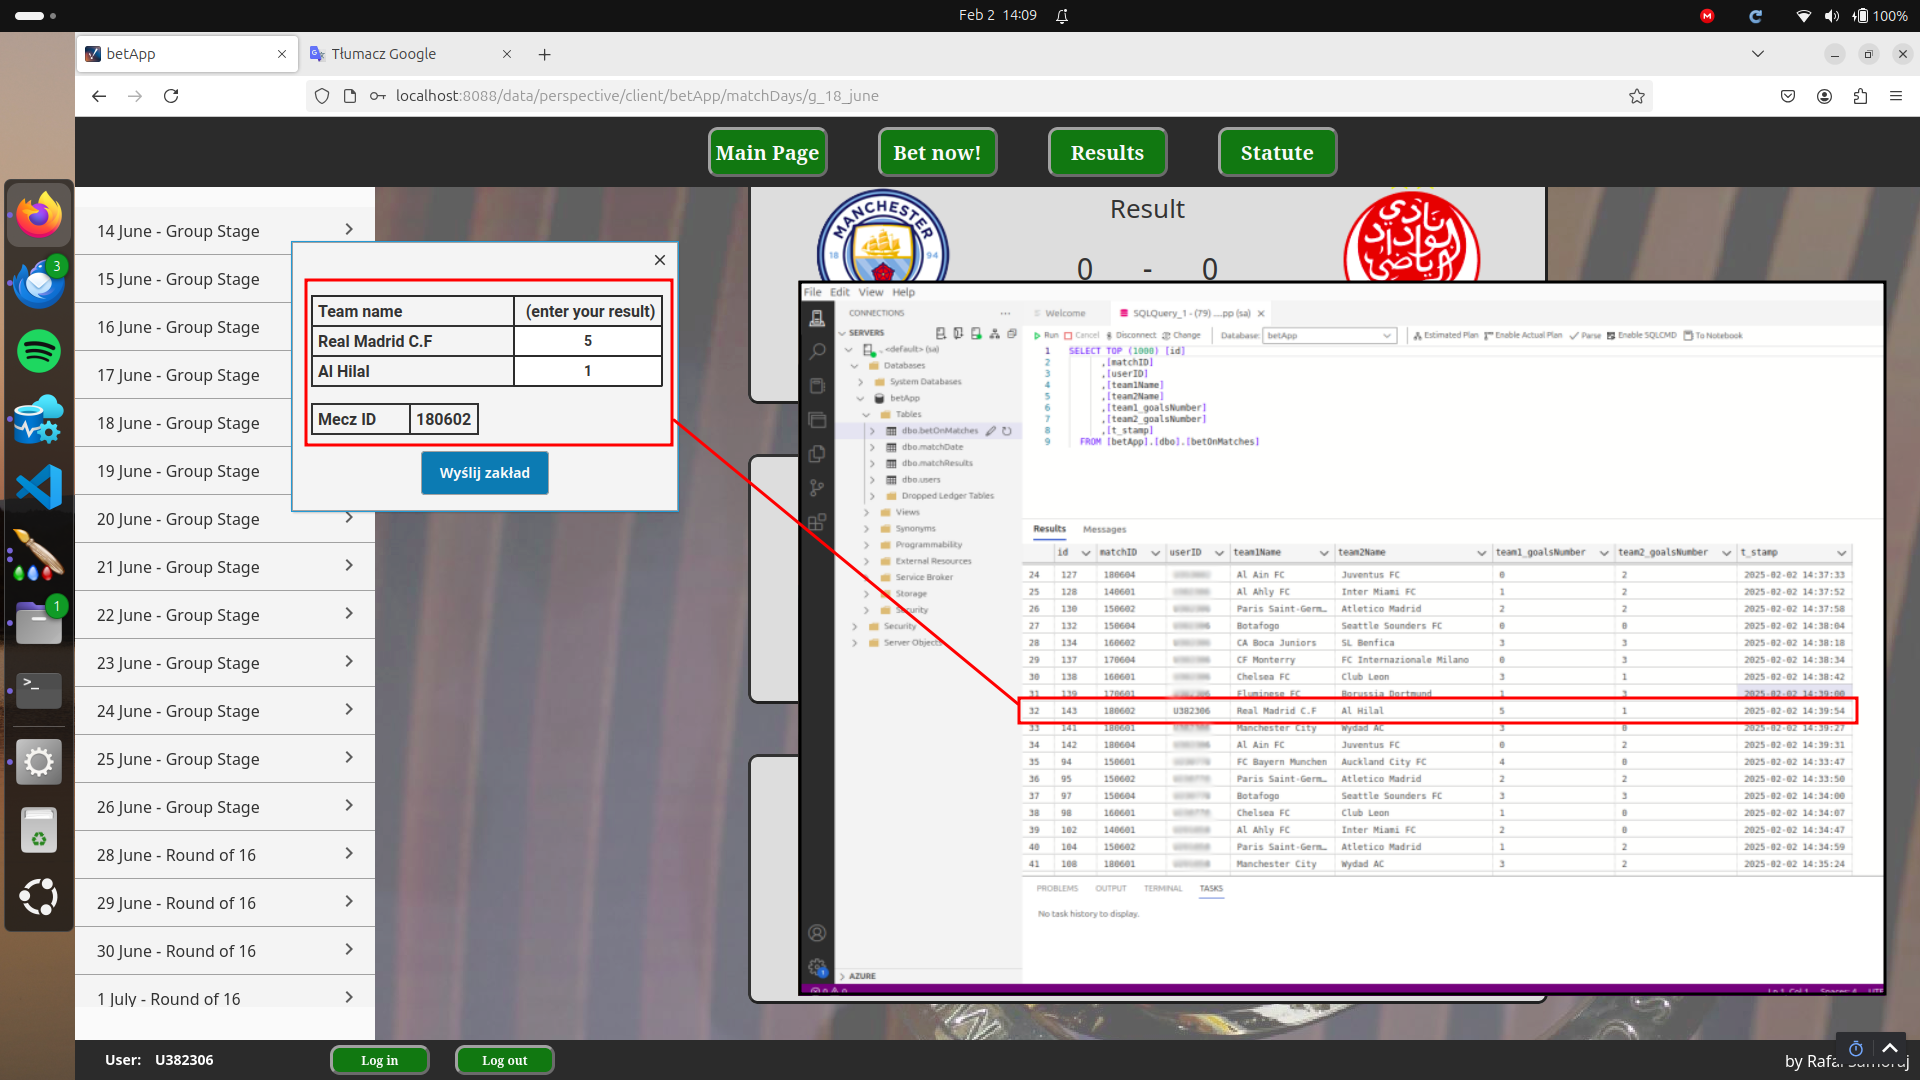 Feb 2 14:09
100%
betApp
Tłumacz Google
localhost:8088/data/perspective/client/betApp/matchDays/g_18_june
Main Page
Bet now!
Results
Statute
14 June - Group Stage
15 June - Group Stage
16 June - Group Stage
17 June - Group Stage
18 June - Group Stage
19 June - Group Stage
20 June - Group Stage
21 June - Group Stage
22 June - Group Stage
23 June - Group Stage
24 June - Group Stage
25 June - Group Stage
26 June - Group Stage
28 June - Round of 16
29 June - Round of 16
30 June - Round of 16
1 July - Round of 16
3
1
Team name (enter your result)
Real Madrid C.F 5
Al Hilal 1
Mecz ID 180602
Wyślij zakład
MANCHESTER
18 94
Result
0 - 0
نادي
الوداد
الرياضي
File Edit View Help
CONNECTIONS
SERVERS
., <default> (sa)
Databases
System Databases
betApp
Tables
dbo.betOnMatches
dbo.matchDate
dbo.matchResults
dbo.users
Dropped Ledger Tables
Views
Synonyms
Programmability
External Resources
Service Broker
Storage
Security
Security
Server Objects
AZURE
Welcome
SQLQuery_1 - (79) ....pp (sa)
Run Cancel Disconnect Change Database: betApp Estimated Plan Enable Actual Plan Parse Enable SQLCMD To Notebook
1 SELECT TOP (1000) [id]
2 ,[matchID]
3 ,[userID]
4 ,[team1Name]
5 ,[team2Name]
6 ,[team1_goalsNumber]
7 ,[team2_goalsNumber]
8 ,[t_stamp]
9 FROM [betApp].[dbo].[betOnMatches]
Results Messages
id matchID userID team1Name team2Name team1_goalsNumber team2_goalsNumber t_stamp
24 127 180604 Al Ain FC Juventus FC 0 2 2025-02-02 14:37:33
25 128 140601 Al Ahly FC Inter Miami FC 1 2 2025-02-02 14:37:52
26 130 150602 Paris Saint-Germ… Atletico Madrid 2 2 2025-02-02 14:37:58
27 132 150604 Botafogo Seattle Sounders FC 0 0 2025-02-02 14:38:04
28 134 160602 CA Boca Juniors SL Benfica 3 3 2025-02-02 14:38:18
29 137 170604 CF Monterry FC Internazionale Milano 0 3 2025-02-02 14:38:34
30 138 160601 Chelsea FC Club Leon 3 1 2025-02-02 14:38:42
31 139 170601 Fluminese FC Borussia Dortmund 1 3 2025-02-02 14:39:00
32 143 180602 U382306 Real Madrid C.F Al Hilal 5 1 2025-02-02 14:39:54
33 141 180601 Manchester City Wydad AC 3 0 2025-02-02 14:39:27
34 142 180604 Al Ain FC Juventus FC 0 2 2025-02-02 14:39:31
35 94 150601 FC Bayern Munchen Auckland City FC 4 0 2025-02-02 14:33:47
36 95 150602 Paris Saint-Germ… Atletico Madrid 2 2 2025-02-02 14:33:50
37 97 150604 Botafogo Seattle Sounders FC 3 3 2025-02-02 14:34:00
38 98 160601 Chelsea FC Club Leon 1 0 2025-02-02 14:34:07
39 102 140601 Al Ahly FC Inter Miami FC 2 0 2025-02-02 14:34:47
40 104 150602 Paris Saint-Germ… Atletico Madrid 1 2 2025-02-02 14:34:59
41 108 180601 Manchester City Wydad AC 3 2 2025-02-02 14:35:24
PROBLEMS OUTPUT TERMINAL TASKS
No task history to display.
User: U382306
Log in
Log out
by Rafał